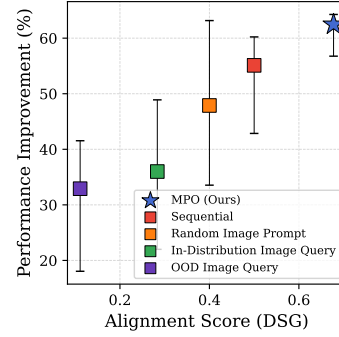 Performance Improvement (%)
60
50
40
30
20
MPO (Ours)
Sequential
Random Image Prompt
In-Distribution Image Query
OOD Image Query
0.2 0.4 0.6
Alignment Score (DSG)